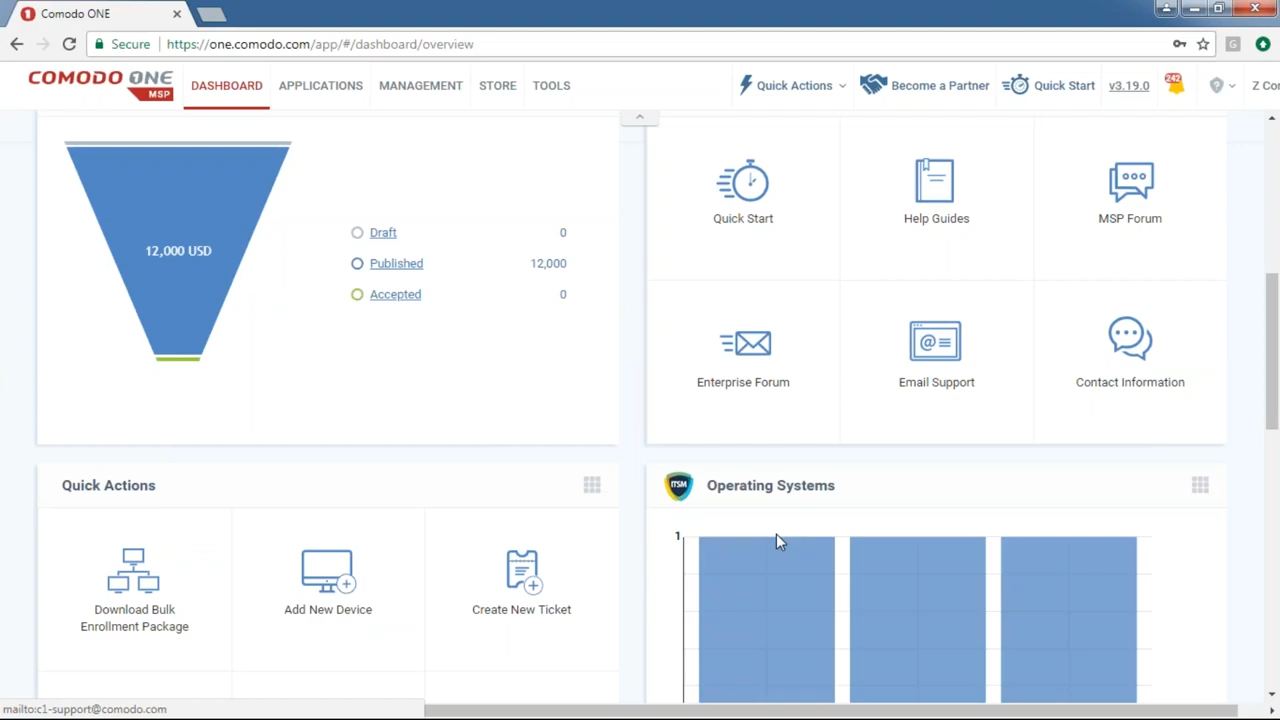 Comodo ONE
Secure
https://one.comodo.com/app/#/dashboard/overview
G
COMODO ONE
MSP
DASHBOARD
APPLICATIONS
MANAGEMENT
STORE
TOOLS
Quick Actions
Become a Partner
Quick Start
v3.19.0
242
Z Co
12,000 USD
Draft 0
Published 12,000
Accepted 0
Quick Start
Help Guides
MSP Forum
Enterprise Forum
Email Support
Contact Information
Quick Actions
Download Bulk
Enrollment Package
Add New Device
Create New Ticket
ITSM
Operating Systems
1
mailto:c1-support@comodo.com